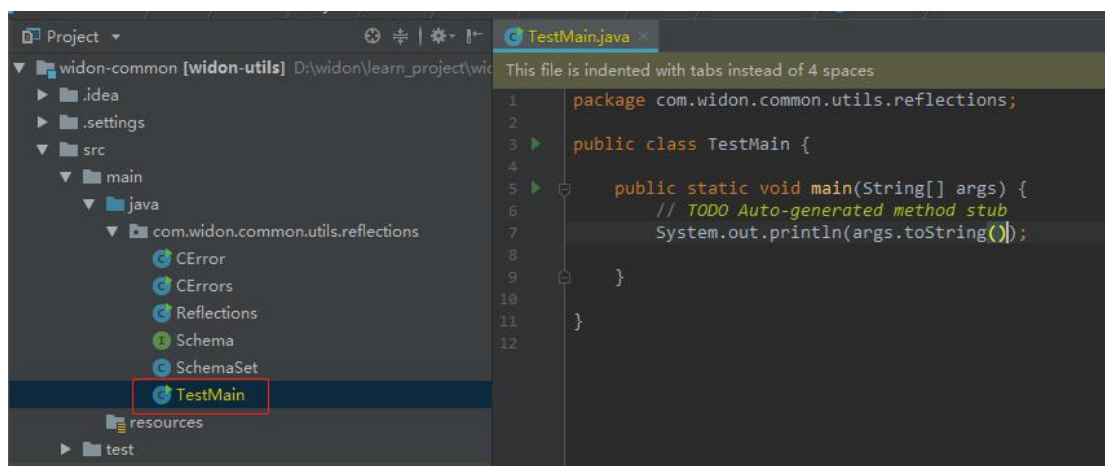 Project
TestMain.java
widon-common [widon-utils] D:\widon\learn_project\wid
This file is indented with tabs instead of 4 spaces
.idea
.settings
src
main
java
com.widon.common.utils.reflections
CError
CErrors
Reflections
Schema
SchemaSet
TestMain
resources
test
1 package com.widon.common.utils.reflections;
2
3 public class TestMain {
4
5 public static void main(String[] args) {
6 // TODO Auto-generated method stub
7 System.out.println(args.toString());
8
9 }
10
11 }
12